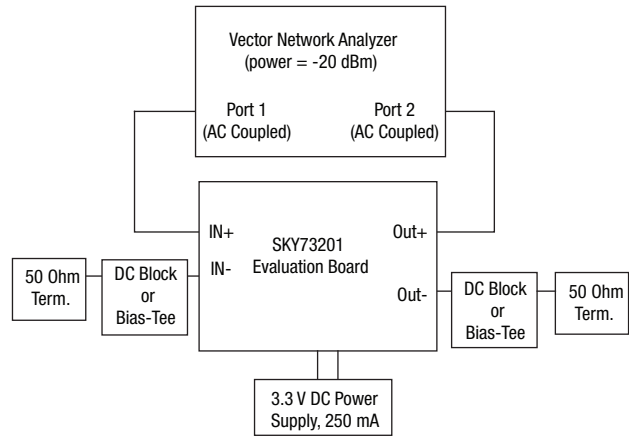 Vector Network Analyzer
(power = -20 dBm)
Port 1
(AC Coupled)
Port 2
(AC Coupled)
IN+
IN-
SKY73201
Evaluation Board
Out+
Out-
50 Ohm
Term.
DC Block
or
Bias-Tee
DC Block
or
Bias-Tee
50 Ohm
Term.
3.3 V DC Power
Supply, 250 mA